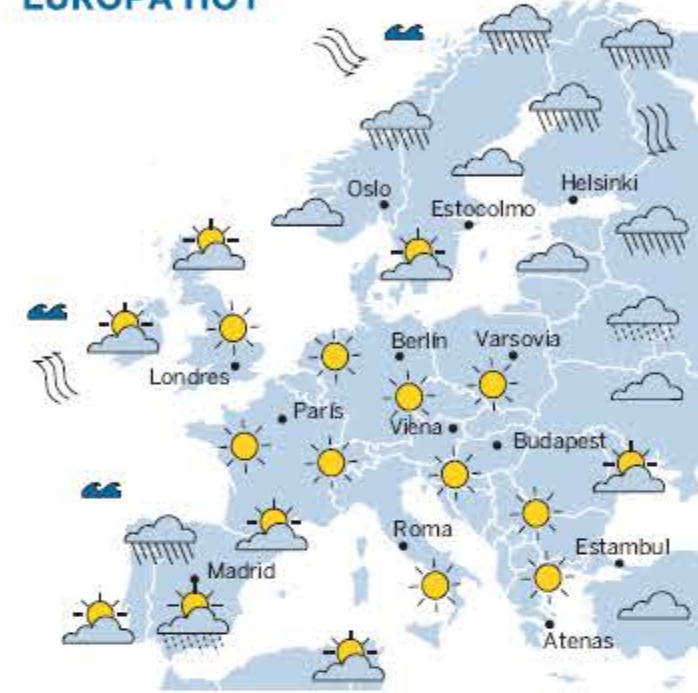 EUROPA HOY
Oslo
Helsinki
Estocolmo
Berlín
Varsovia
Londres
París
Viena
Budapest
Roma
Estambul
Madrid
Atenas